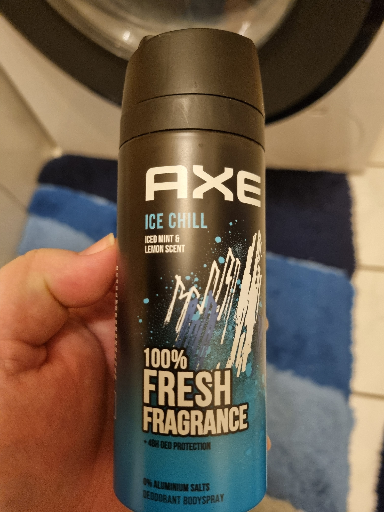 AXE
ICE CHILL
ICED MINT &
LEMON SCENT
100%
FRESH
FRAGRANCE
+ 48H DEO PROTECTION
0% ALUMINIUM SALTS
DEODORANT BODYSPRAY